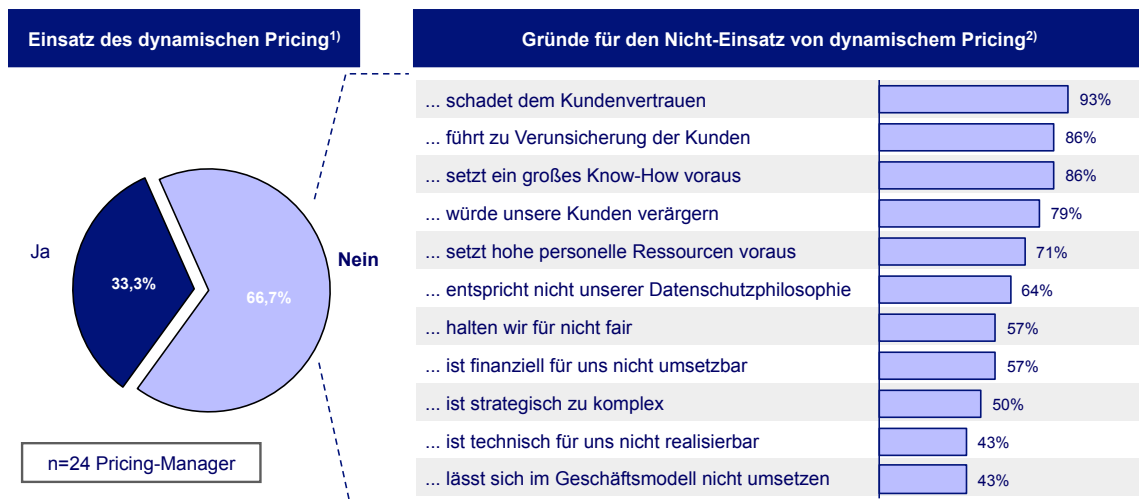 Einsatz des dynamischen Pricing1)
Ja
33,3%
Nein
66,7%
n=24 Pricing-Manager
Gründe für den Nicht-Einsatz von dynamischem Pricing2)
... schadet dem Kundenvertrauen 93%
... führt zu Verunsicherung der Kunden 86%
... setzt ein großes Know-How voraus 86%
... würde unsere Kunden verärgern 79%
... setzt hohe personelle Ressourcen voraus 71%
... entspricht nicht unserer Datenschutzphilosophie 64%
... halten wir für nicht fair 57%
... ist finanziell für uns nicht umsetzbar 57%
... ist strategisch zu komplex 50%
... ist technisch für uns nicht realisierbar 43%
... lässt sich im Geschäftsmodell nicht umsetzen 43%